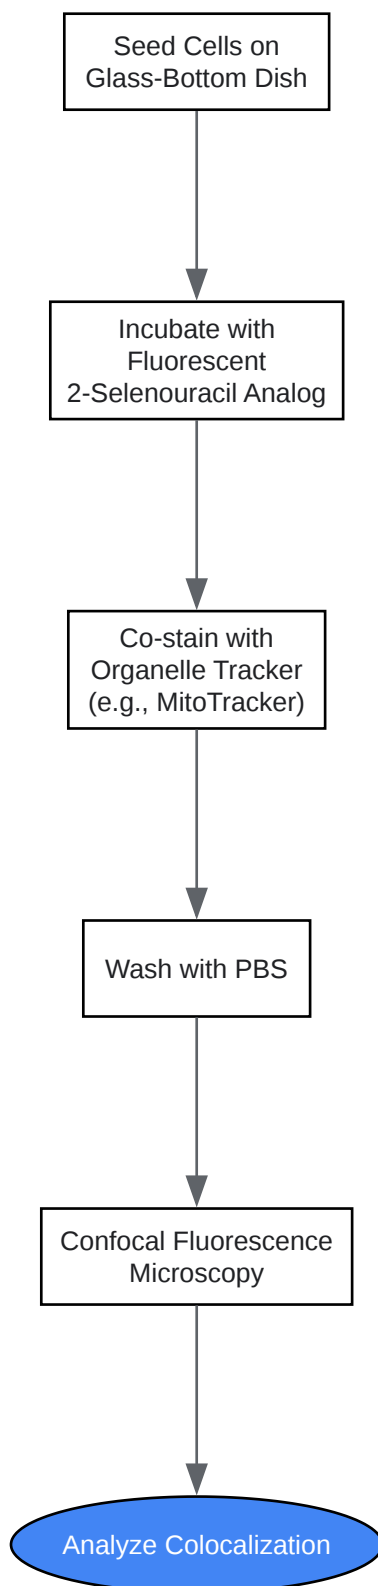 Seed Cells on
Glass-Bottom Dish
Incubate with
Fluorescent
2-Selenouracil Analog
Co-stain with
Organelle Tracker
(e.g., MitoTracker)
Wash with PBS
Confocal Fluorescence
Microscopy
Analyze Colocalization